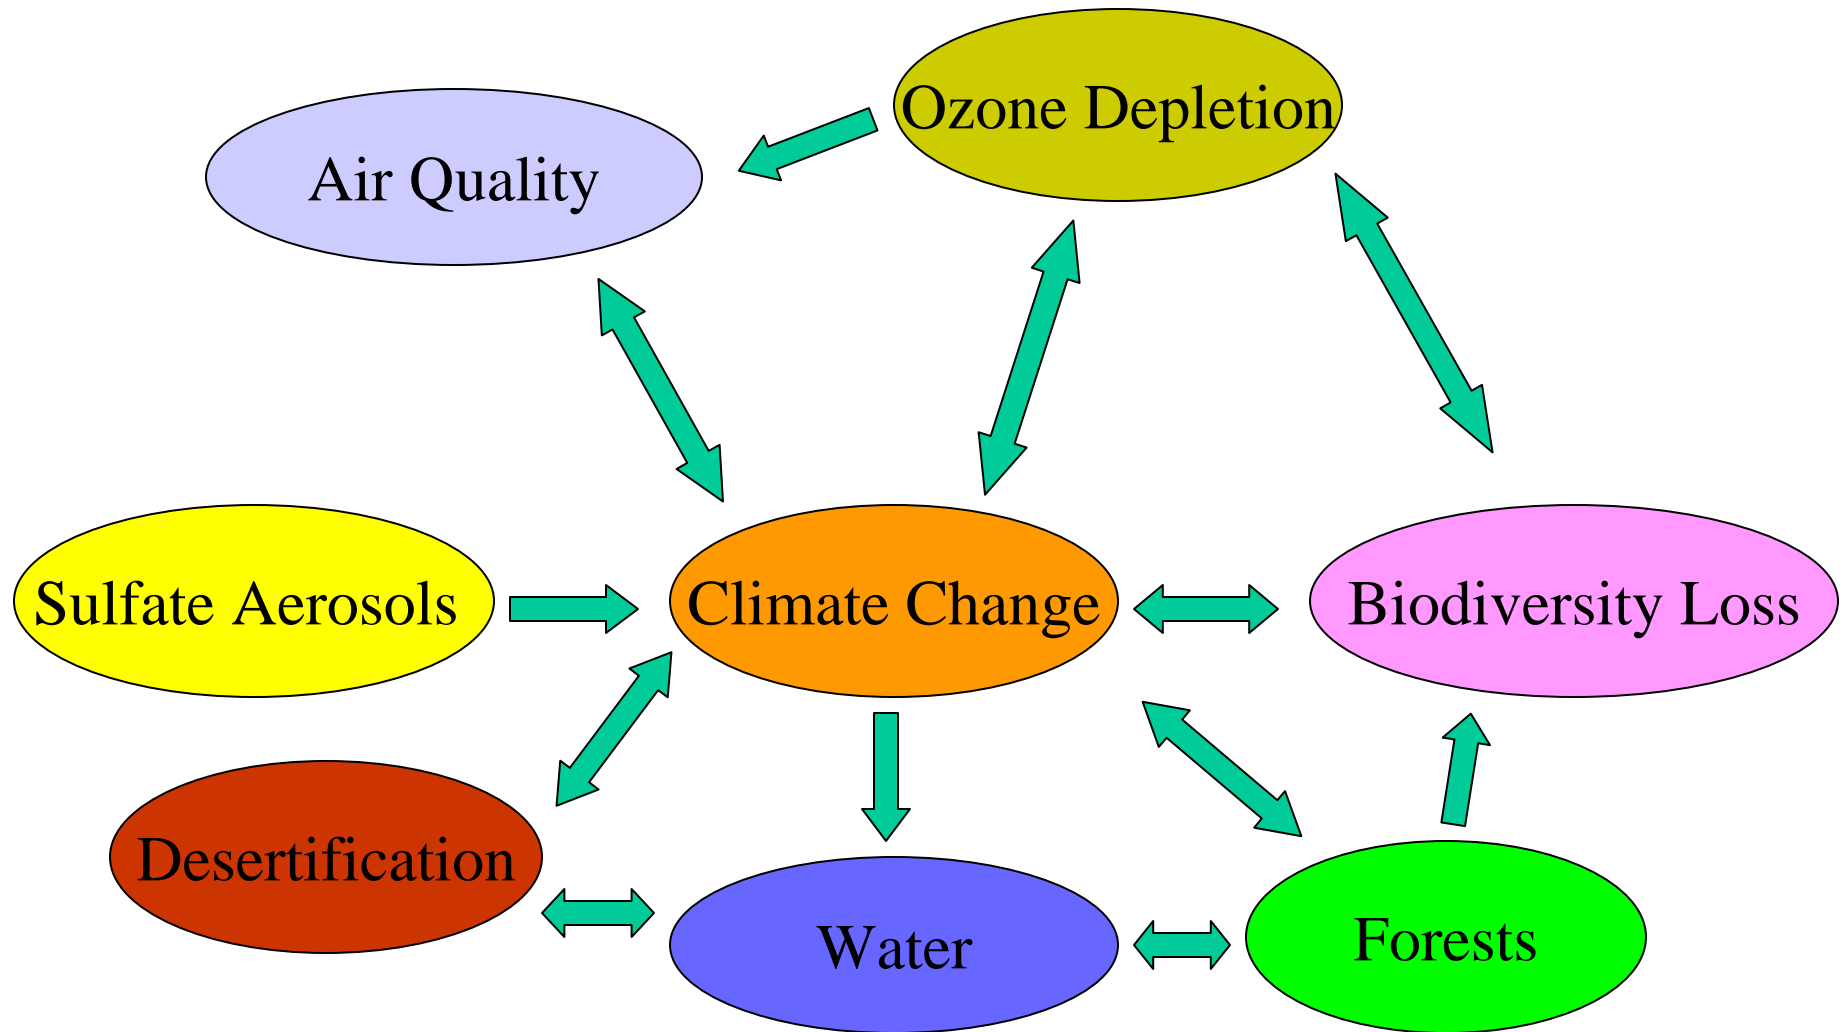 Ozone Depletion
Air Quality
Sulfate Aerosols
Climate Change
Biodiversity Loss
Desertification
Water
Forests